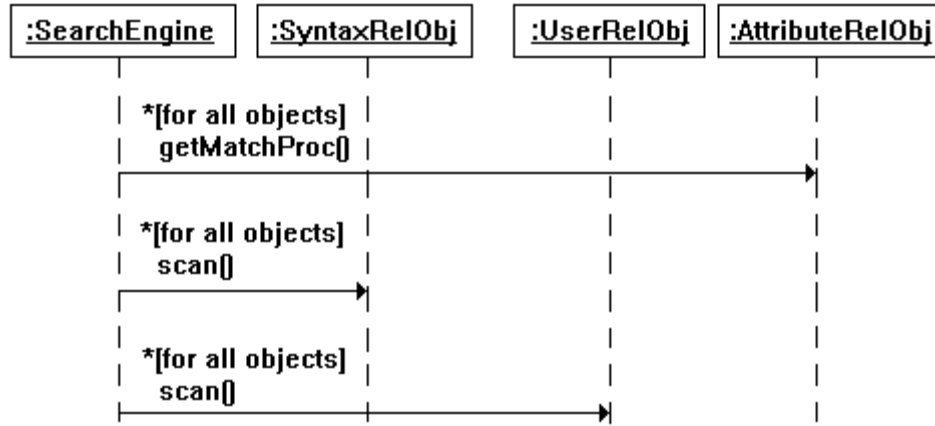 :SearchEngine :SyntaxRelObj :UserRelObj :AttributeRelObj
*[for all objects]
getMatchProc()
*[for all objects]
scan()
*[for all objects]
scan()